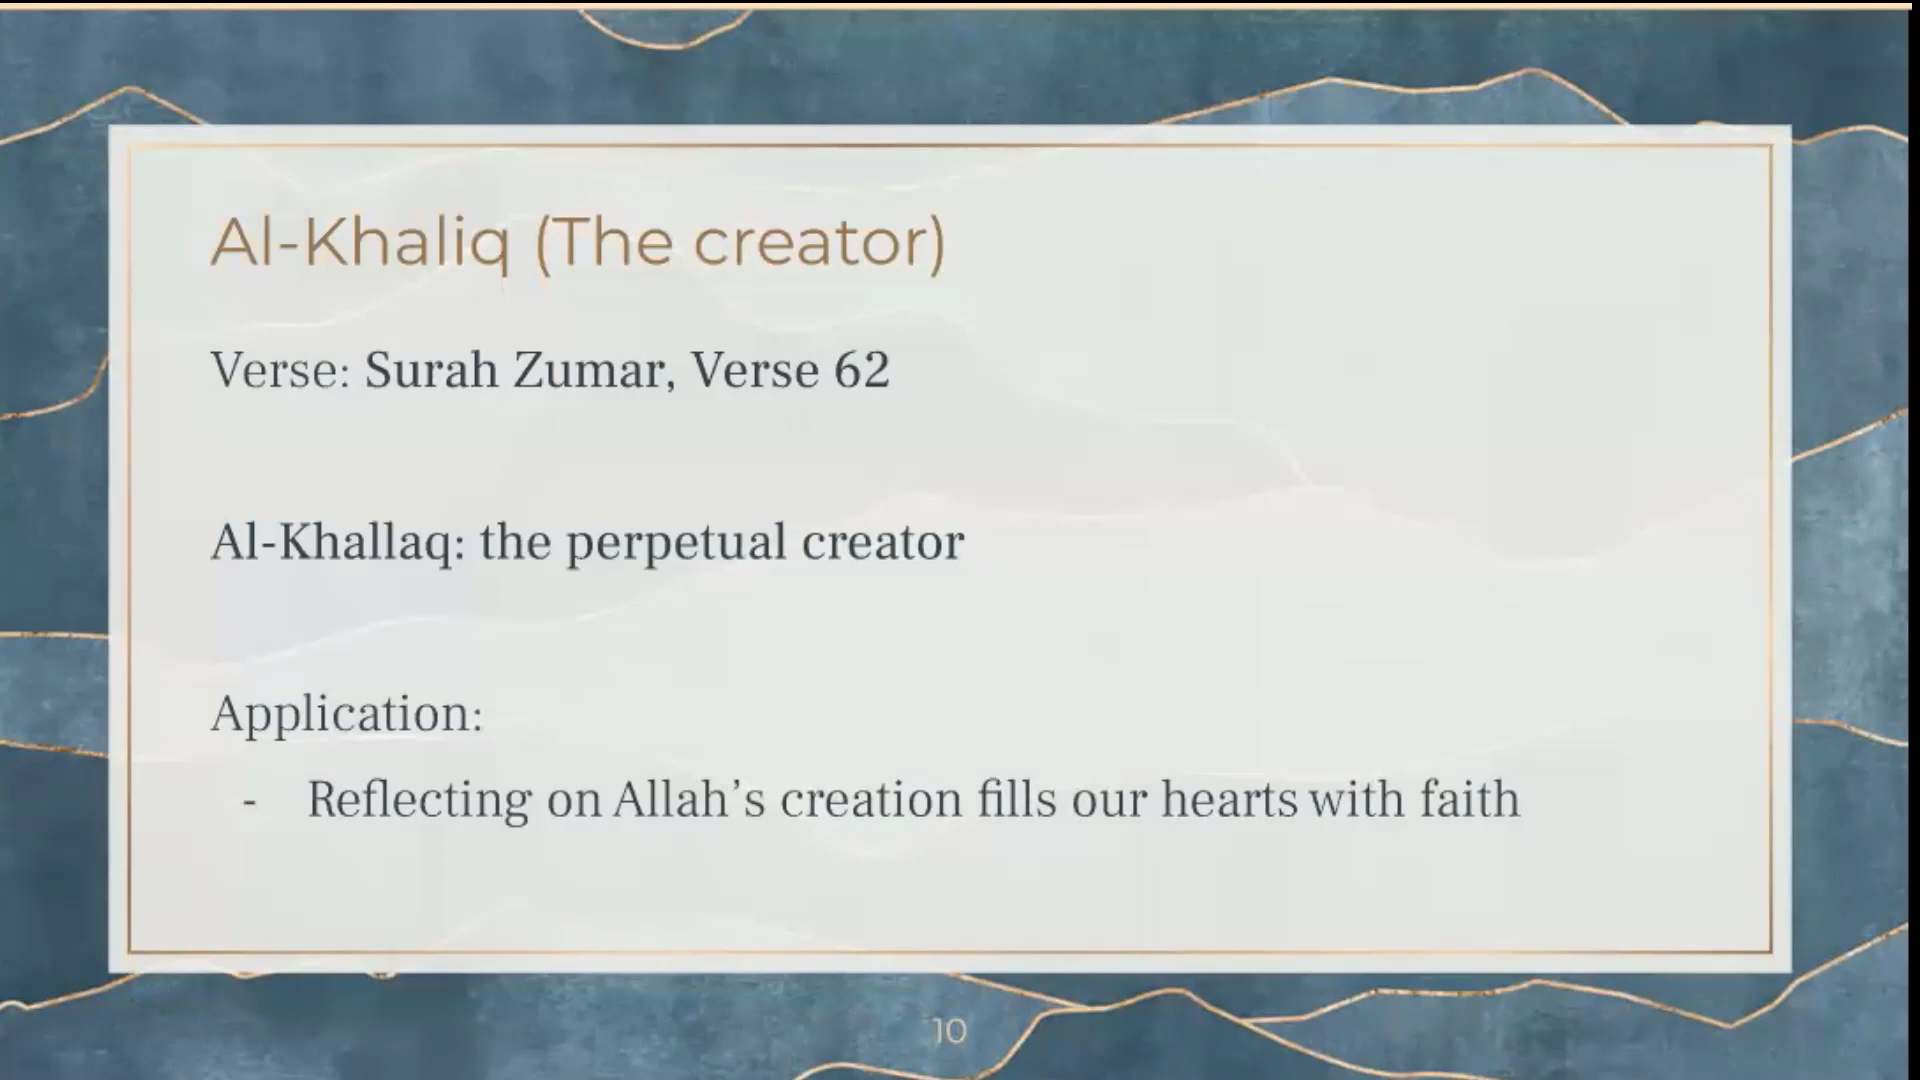 Al-Khaliq (The creator)
Verse: Surah Zumar, Verse 62
Al-Khallaq: the perpetual creator
Application:
- Reflecting on Allah’s creation fills our hearts with faith
10